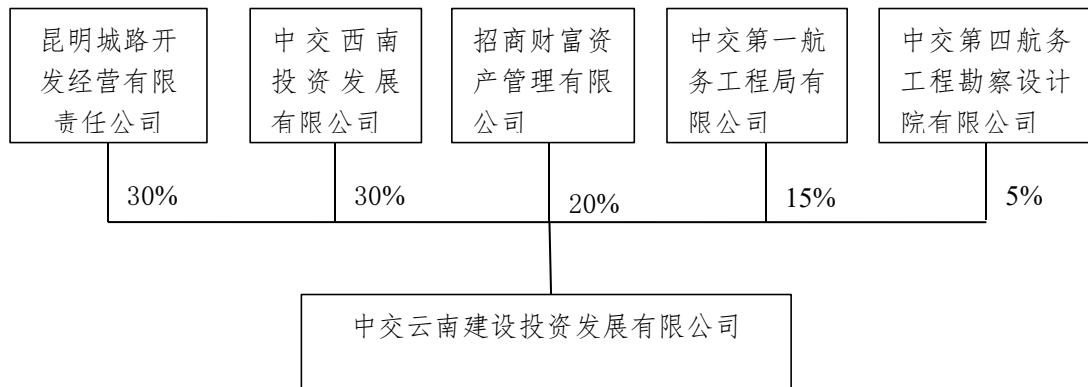 昆明城路开
发经营有限
责任公司
中交西南
投资发展
有限公司
招商财富资
产管理有限
公司
中交第一航
务工程局有
限公司
中交第四航务
工程勘察设计
院有限公司
30%
30%
20%
15%
5%
中交云南建设投资发展有限公司